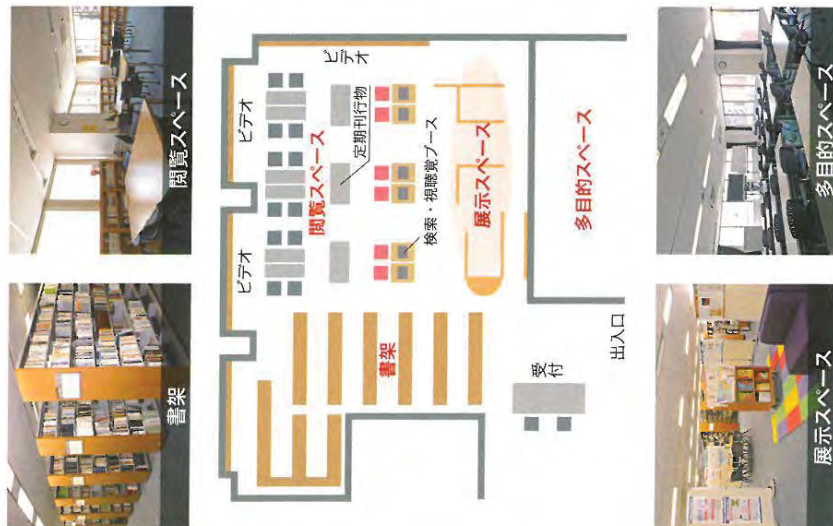 書架
閲覧スペース
ビデオ
ビデオ
ビデオ
閲覧スペース
定期刊行物
検索・視聴覚ブース
書架
展示スペース
多目的スペース
受付
出入口
展示スペース
多目的スペース